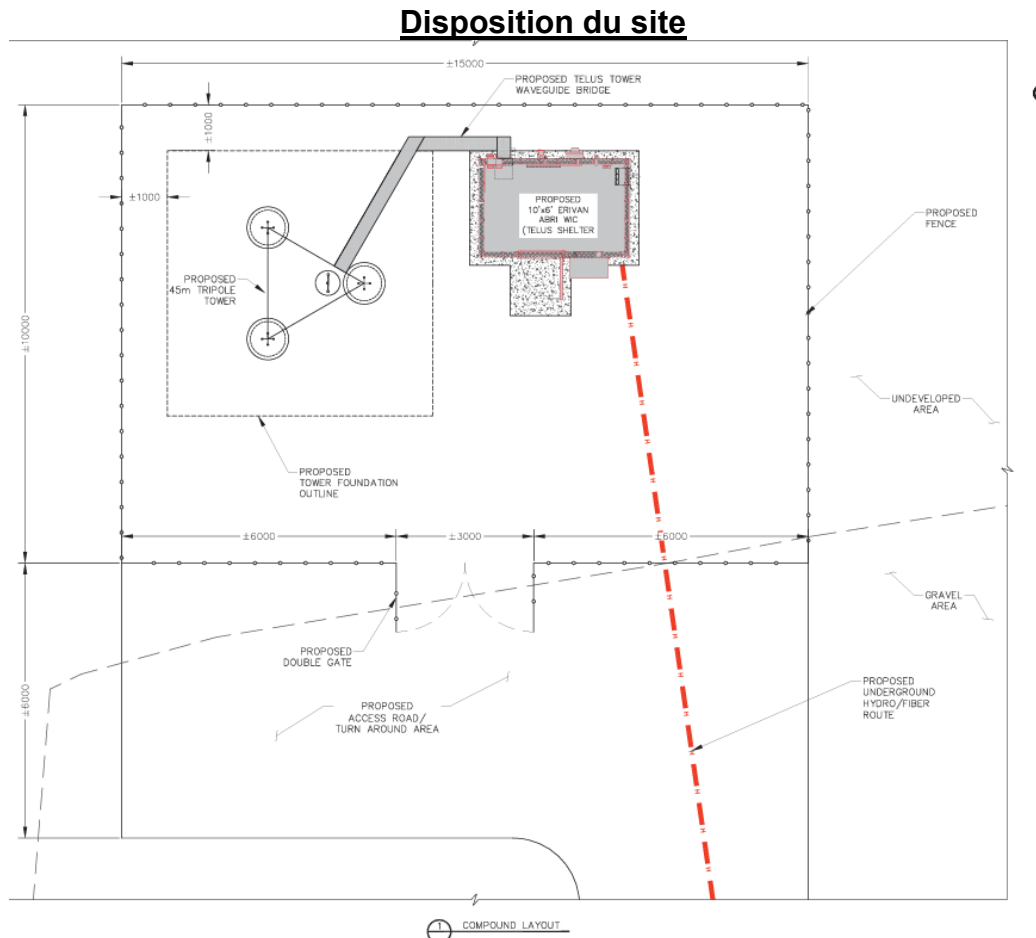 Disposition du site
±15000
PROPOSED TELUS TOWER
WAVEGUIDE BRIDGE
±1000
±1000
PROPOSED
10'x6' ERIVAN
ABRI WIC
(TELUS SHELTER
PROPOSED
FENCE
PROPOSED
45m TRIPOLE
TOWER
±10000
UNDEVELOPED
AREA
PROPOSED
TOWER FOUNDATION
OUTLINE
±6000
±3000
±6000
GRAVEL
AREA
PROPOSED
DOUBLE GATE
PROPOSED
UNDERGROUND
HYDRO/FIBER
ROUTE
±6000
PROPOSED
ACCESS ROAD/
TURN AROUND AREA
1 COMPOUND LAYOUT